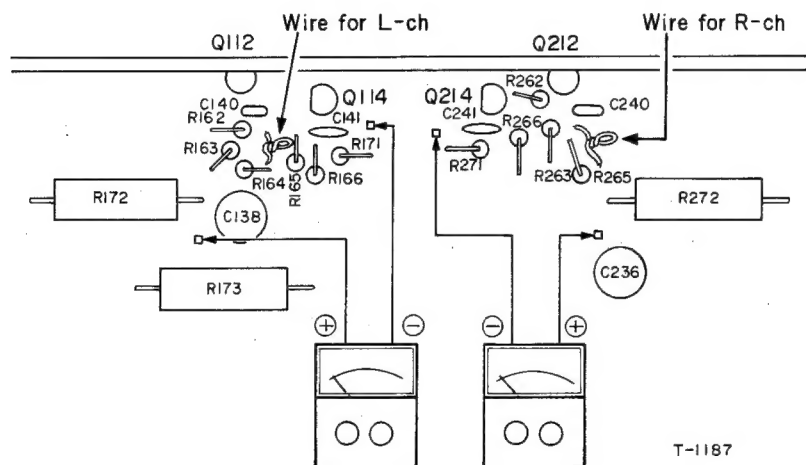 Wire for L-ch
Wire for R-ch
Q112
Q212
C140
R162
R163
R164
R165
R166
C141
R171
Q114
Q214
C241
R262
R266
C240
R271
R263
R265
R172
C138
R173
R272
C236
+
−
−
+
T-1187